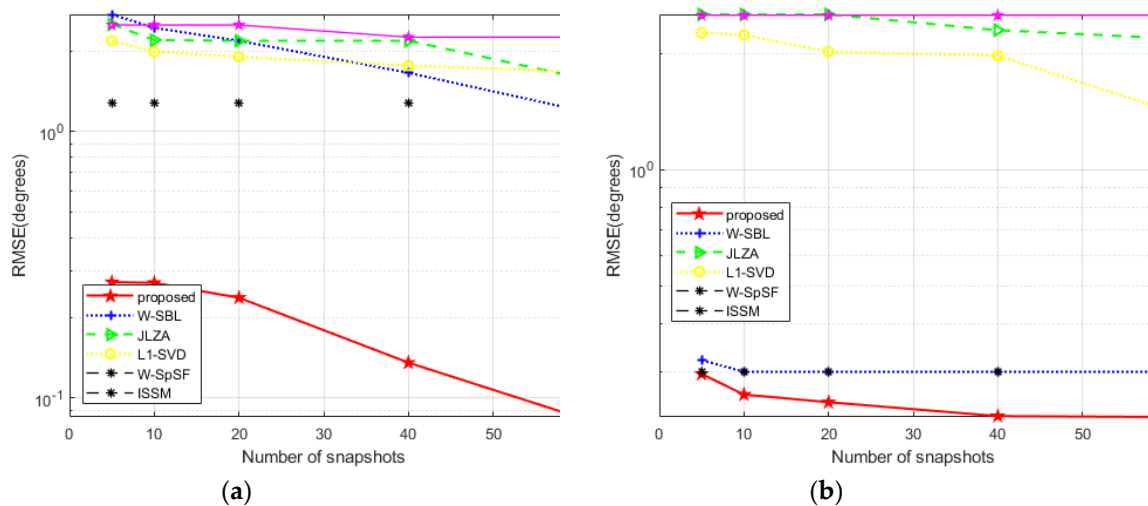 RMSE(degrees)
10⁰
10⁻¹
proposed
W-SBL
JLZA
L1-SVD
W-SpSF
ISSM
0 10 20 30 40 50
Number of snapshots
(a)
RMSE(degrees)
10⁰
proposed
W-SBL
JLZA
L1-SVD
W-SpSF
ISSM
0 10 20 30 40 50
Number of snapshots
(b)